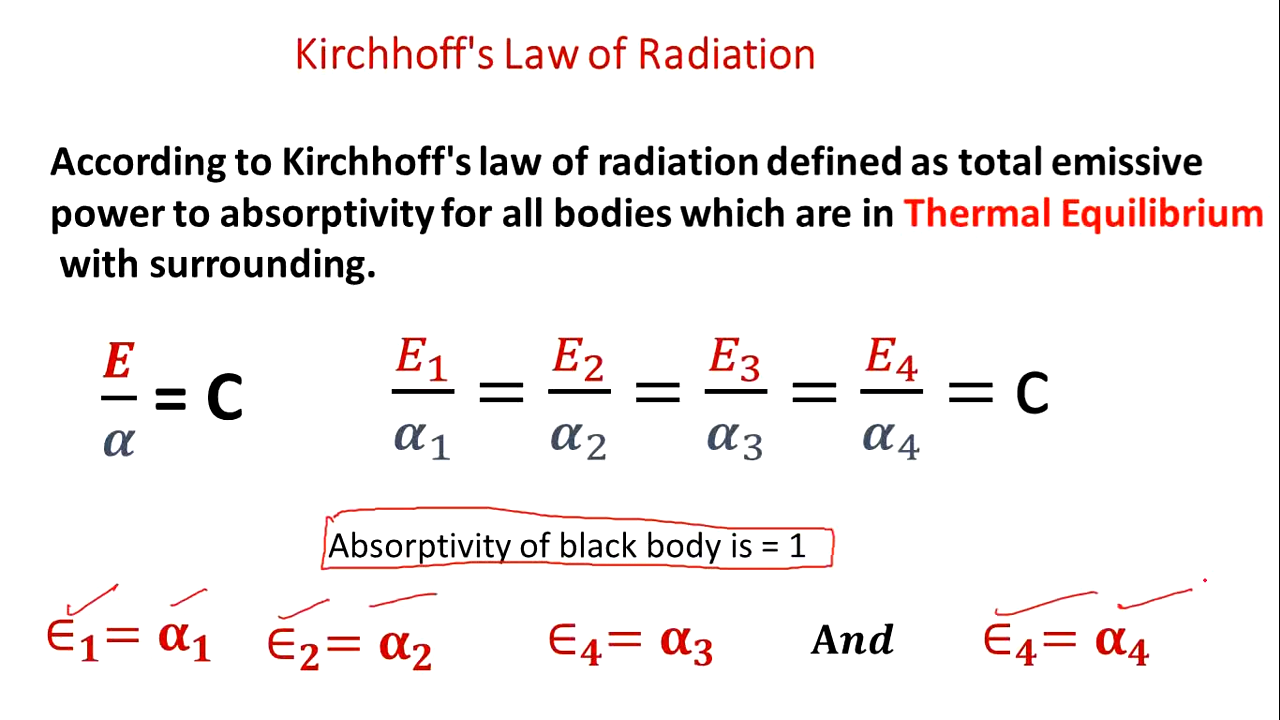 Kirchhoff's Law of Radiation
According to Kirchhoff's law of radiation defined as total emissive
power to absorptivity for all bodies which are in Thermal Equilibrium
with surrounding.
E/α = C
E₁/α₁ = E₂/α₂ = E₃/α₃ = E₄/α₄ = C
Absorptivity of black body is = 1
∈₁= α₁ ∈₂= α₂ ∈₄= α₃ And ∈₄= α₄